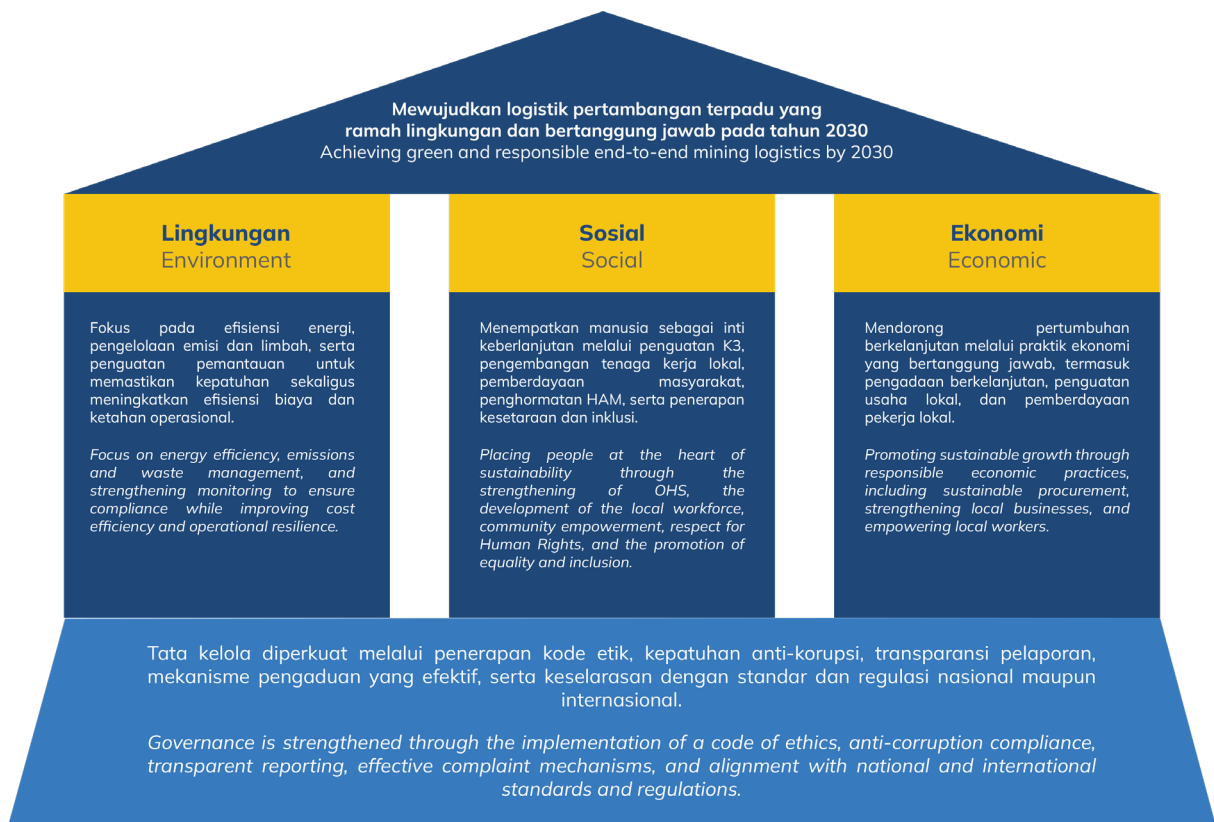 Mewujudkan logistik pertambangan terpadu yang
ramah lingkungan dan bertanggung jawab pada tahun 2030
Achieving green and responsible end-to-end mining logistics by 2030
Lingkungan
Environment
Fokus pada efisiensi energi,
pengelolaan emisi dan limbah, serta
penguatan pemantauan untuk
memastikan kepatuhan sekaligus
meningkatkan efisiensi biaya dan
ketahan operasional.
Focus on energy efficiency, emissions
and waste management, and
strengthening monitoring to ensure
compliance while improving cost
efficiency and operational resilience.
Sosial
Social
Menempatkan manusia sebagai inti
keberlanjutan melalui penguatan K3,
pengembangan tenaga kerja lokal,
pemberdayaan masyarakat,
penghormatan HAM, serta penerapan
kesetaraan dan inklusi.
Placing people at the heart of
sustainability through the
strengthening of OHS, the
development of the local workforce,
community empowerment, respect for
Human Rights, and the promotion of
equality and inclusion.
Ekonomi
Economic
Mendorong pertumbuhan
berkelanjutan melalui praktik ekonomi
yang bertanggung jawab, termasuk
pengadaan berkelanjutan, penguatan
usaha lokal, dan pemberdayaan
pekerja lokal.
Promoting sustainable growth through
responsible economic practices,
including sustainable procurement,
strengthening local businesses, and
empowering local workers.
Tata kelola diperkuat melalui penerapan kode etik, kepatuhan anti-korupsi, transparansi pelaporan,
mekanisme pengaduan yang efektif, serta keselarasan dengan standar dan regulasi nasional maupun
internasional.
Governance is strengthened through the implementation of a code of ethics, anti-corruption compliance,
transparent reporting, effective complaint mechanisms, and alignment with national and international
standards and regulations.